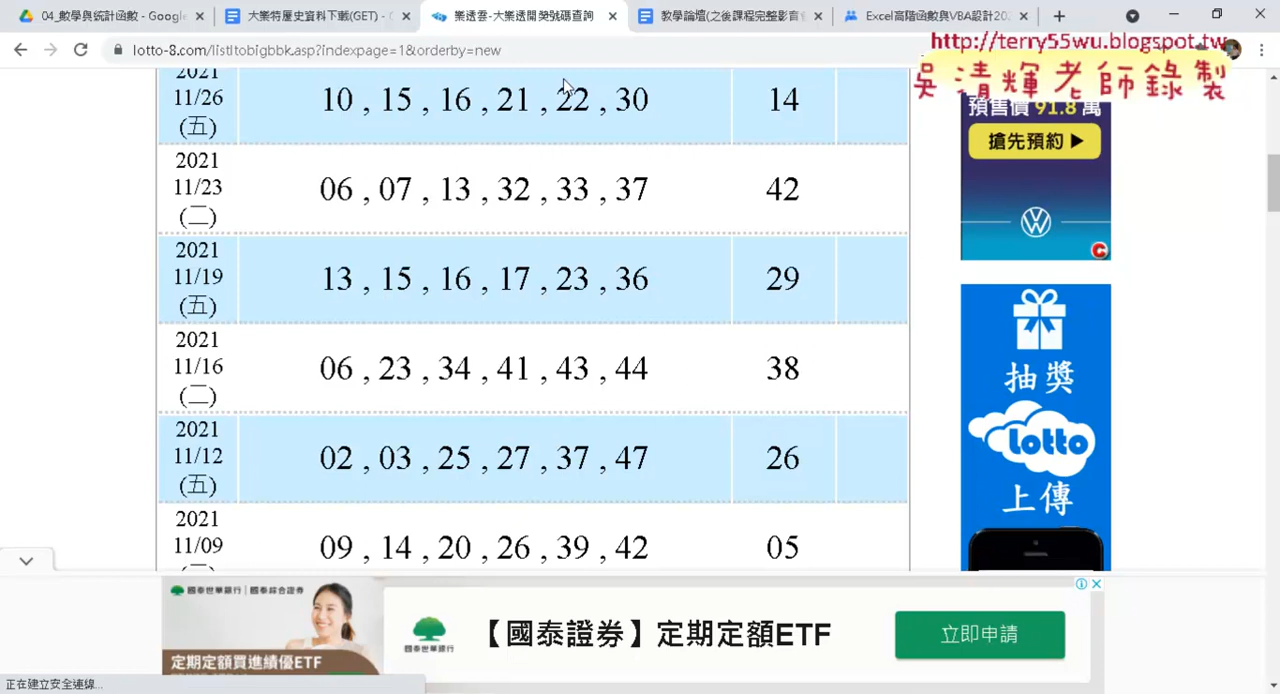 04_數學與統計函數 - Google
大樂特歷史資料下載(GET) - G
樂透雲-大樂透開獎號碼查詢
教學論壇(之後課程完整影音會
Excel高階函數與VBA設計202
lotto-8.com/listltobigbbk.asp?indexpage=1&orderby=new
http://terry55wu.blogspot.tw
吳清輝老師錄製
2021
11/26
(五)
10 , 15 , 16 , 21 , 22 , 30
14
2021
11/23
(二)
06 , 07 , 13 , 32 , 33 , 37
42
2021
11/19
(五)
13 , 15 , 16 , 17 , 23 , 36
29
2021
11/16
(二)
06 , 23 , 34 , 41 , 43 , 44
38
2021
11/12
(五)
02 , 03 , 25 , 27 , 37 , 47
26
2021
11/09
09 , 14 , 20 , 26 , 39 , 42
05
預售價 91.8 萬
搶先預約 ▶
抽獎
lotto
上傳
國泰世華銀行 | 國泰綜合證券
定期定額買進績優ETF
國泰世華銀行
【國泰證券】定期定額ETF
立即申請
正在建立安全連線...